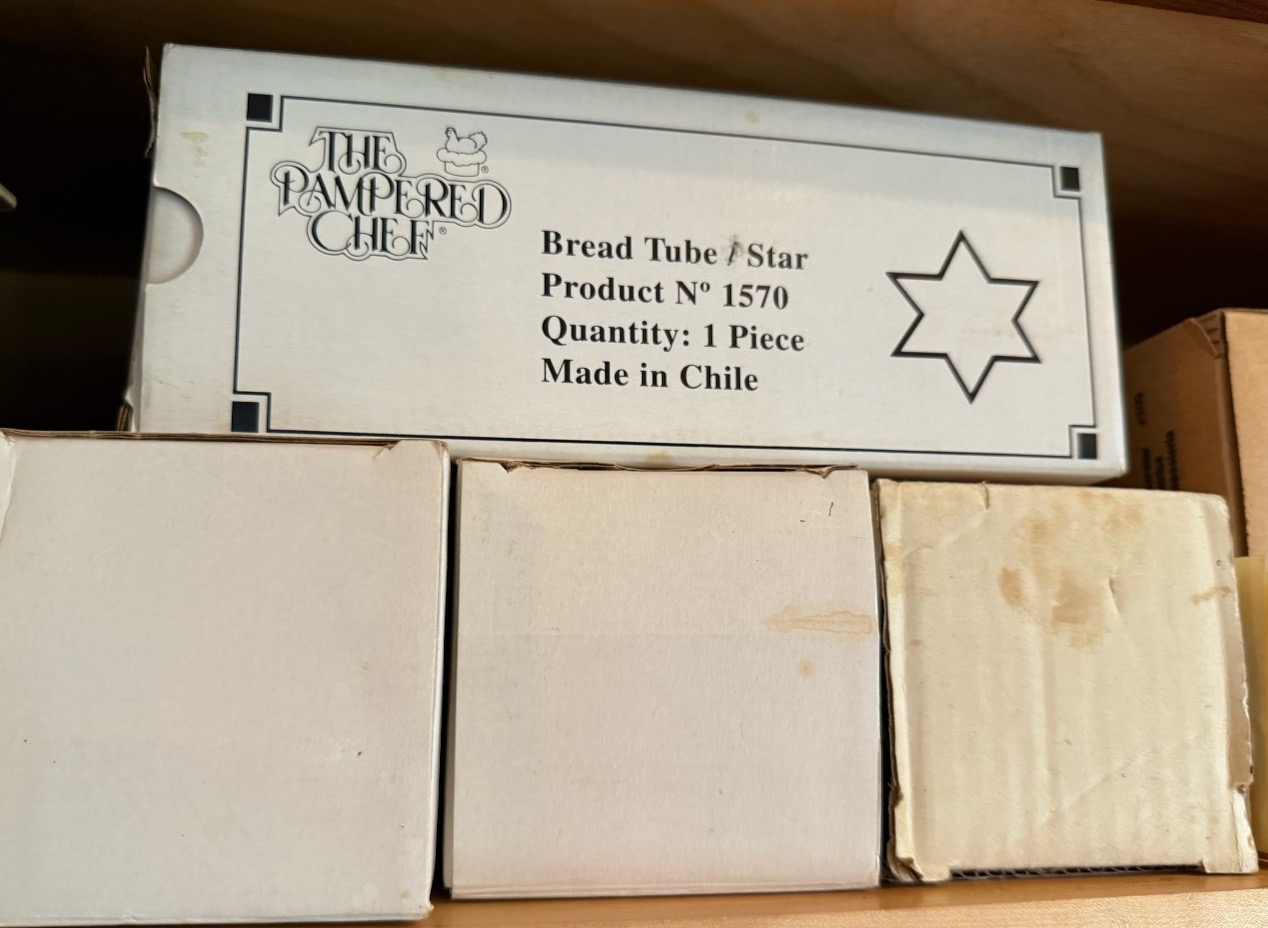 THE
PAMPERED
CHEF®
Bread Tube / Star
Product Nº 1570
Quantity: 1 Piece
Made in Chile